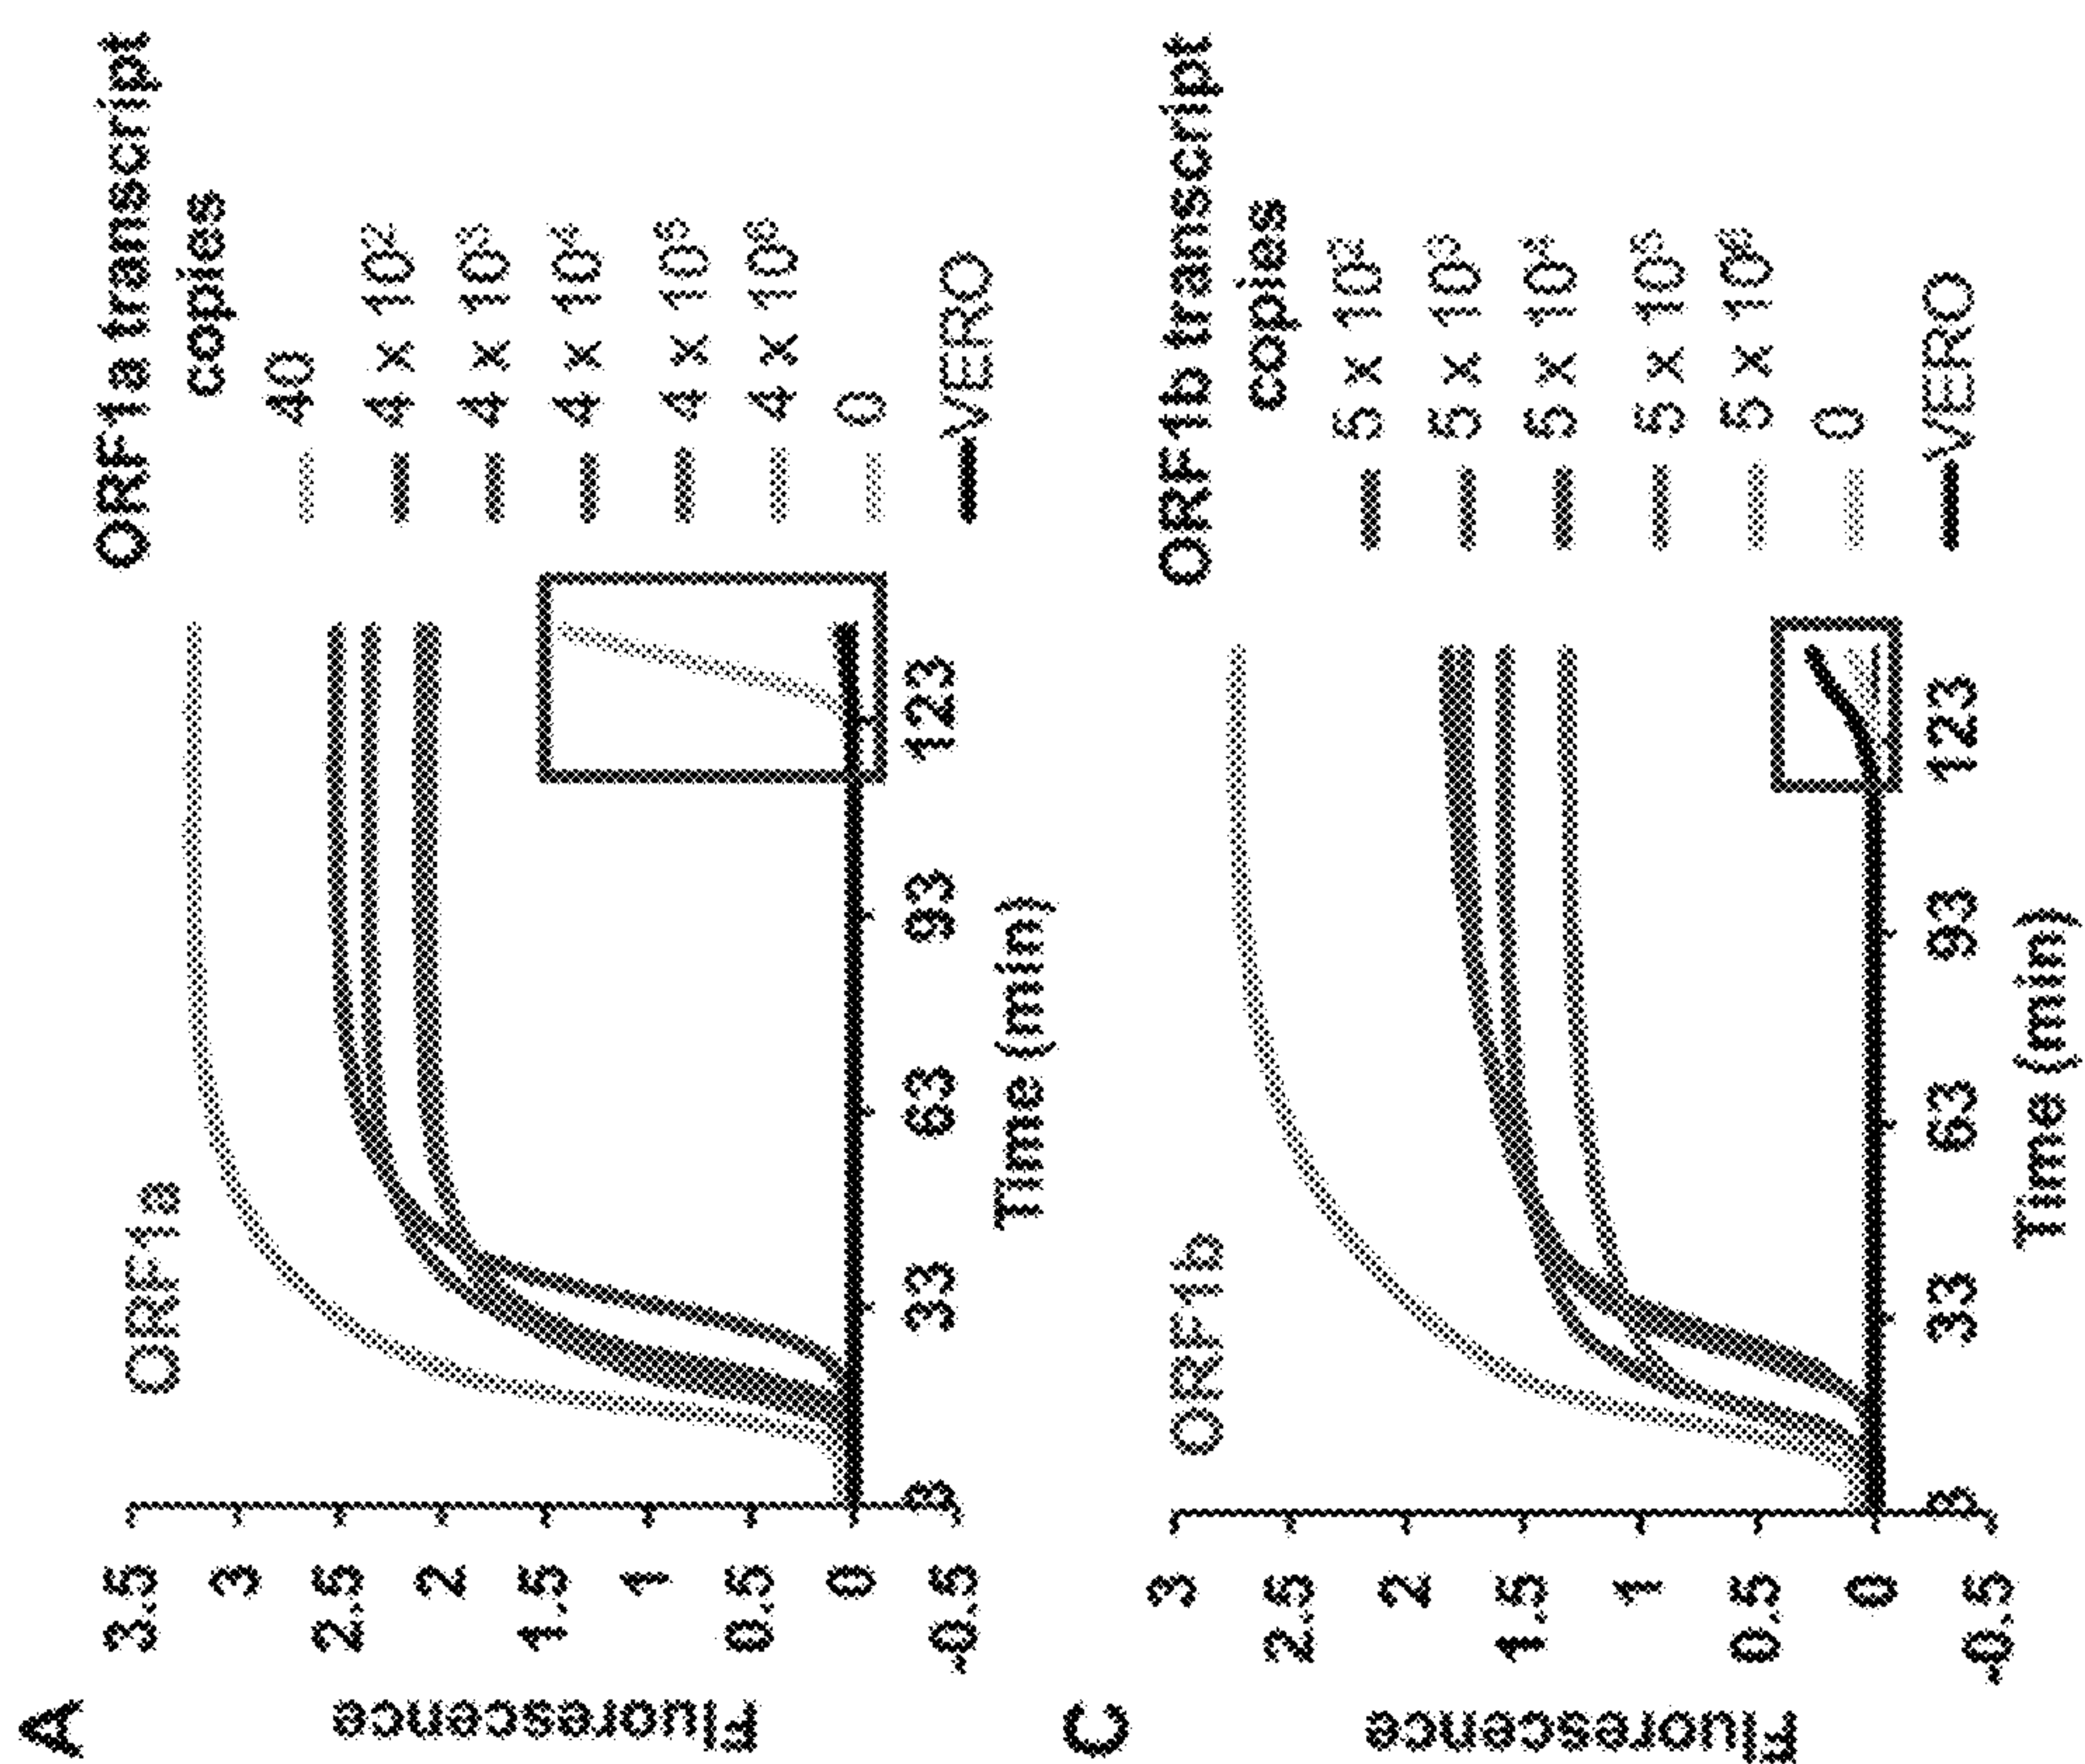 A
ORF1a
Fluorescence
3.5
3
2.5
2
1.5
1
0.5
0
-0.5
3
33
63
93
123
Time (min)
ORF1a transcript
copies
40
4 x 10²
4 x 10³
4 x 10⁴
4 x 10⁵
4 x 10⁶
0
VERO
C
ORF1b
Fluorescence
3
2.5
2
1.5
1
0.5
0
-0.5
3
33
63
93
123
Time (min)
ORF1b transcript
copies
5 x 10²
5 x 10³
5 x 10⁴
5 x 10⁵
5 x 10⁶
0
VERO